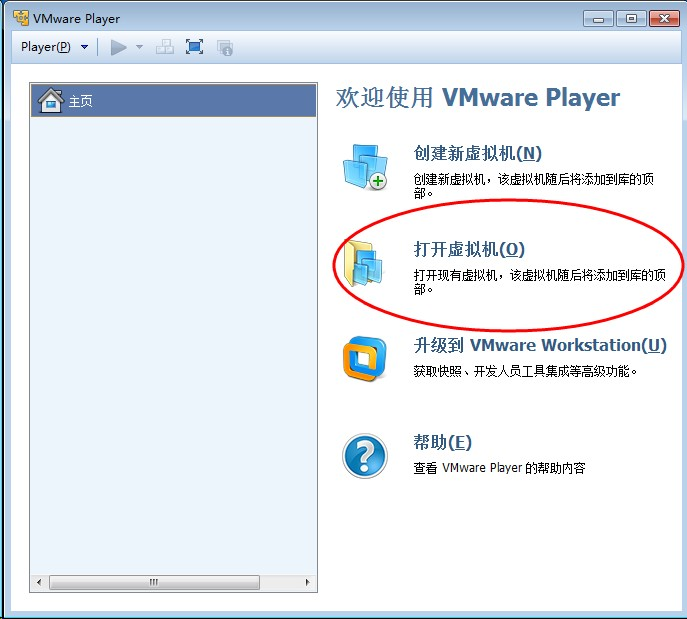 VMware Player
Player(P)
主页
欢迎使用 VMware Player
创建新虚拟机(N)
创建新虚拟机，该虚拟机随后将添加到库的顶
部。
打开虚拟机(O)
打开现有虚拟机，该虚拟机随后将添加到库的顶
部。
升级到 VMware Workstation(U)
获取快照、开发人员工具集成等高级功能。
帮助(E)
查看 VMware Player 的帮助内容